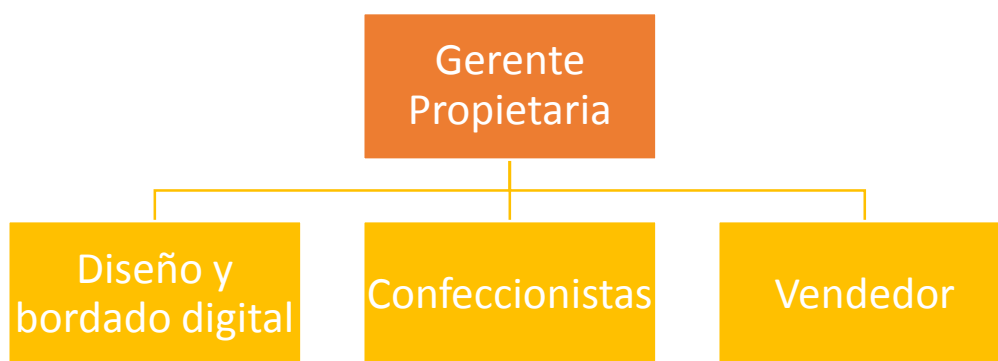 Gerente
Propietaria
Diseño y
bordado digital
Confeccionistas
Vendedor